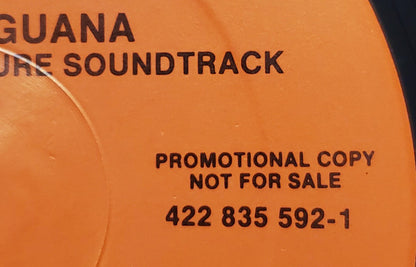 GUANA
URE SOUNDTRACK
PROMOTIONAL COPY
NOT FOR SALE
422 835 592-1